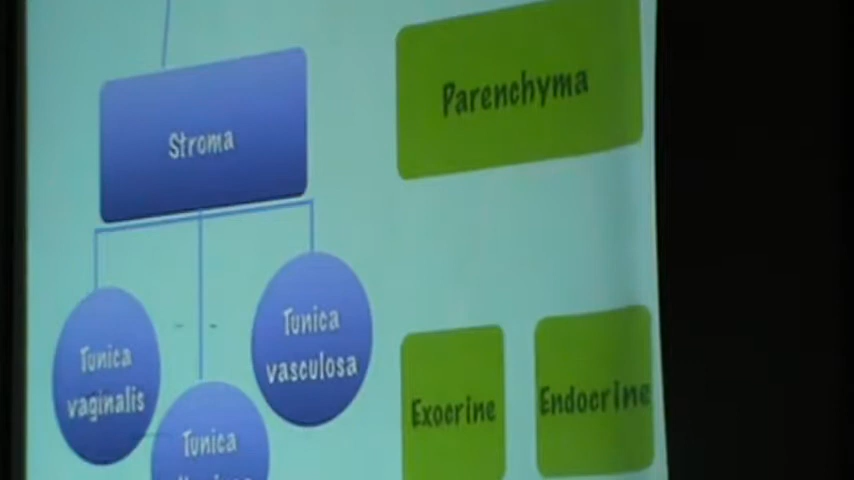 Parenchyma
Stroma
Tunica
vasculosa
Tunica
vaginalis
Exocrine
Endocrine
Tunica